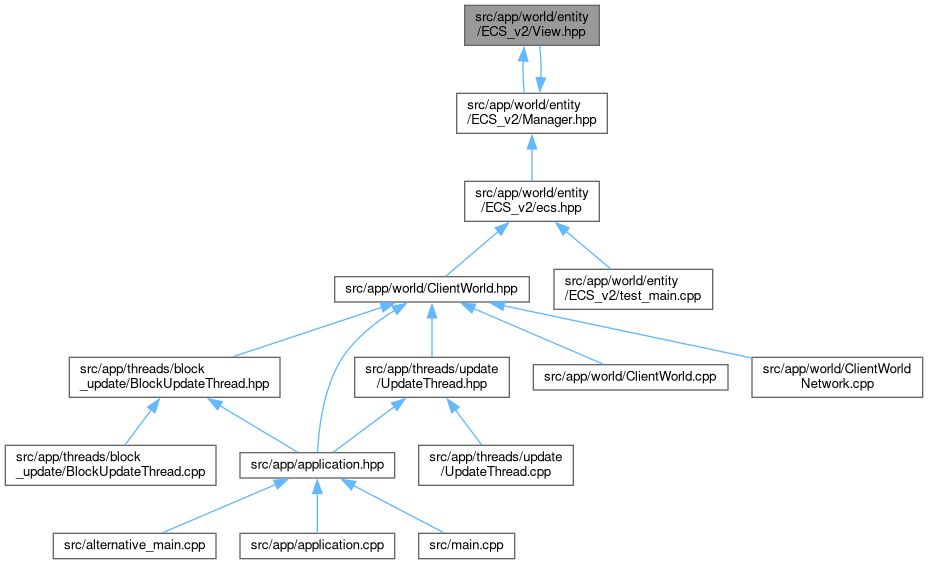 src/app/world/entity
/ECS_v2/View.hpp
src/app/world/entity
/ECS_v2/Manager.hpp
src/app/world/entity
/ECS_v2/ecs.hpp
src/app/world/ClientWorld.hpp
src/app/world/entity
/ECS_v2/test_main.cpp
src/app/threads/block
_update/BlockUpdateThread.hpp
src/app/threads/update
/UpdateThread.hpp
src/app/world/ClientWorld.cpp
src/app/world/ClientWorld
Network.cpp
src/app/threads/block
_update/BlockUpdateThread.cpp
src/app/application.hpp
src/app/threads/update
/UpdateThread.cpp
src/alternative_main.cpp
src/app/application.cpp
src/main.cpp